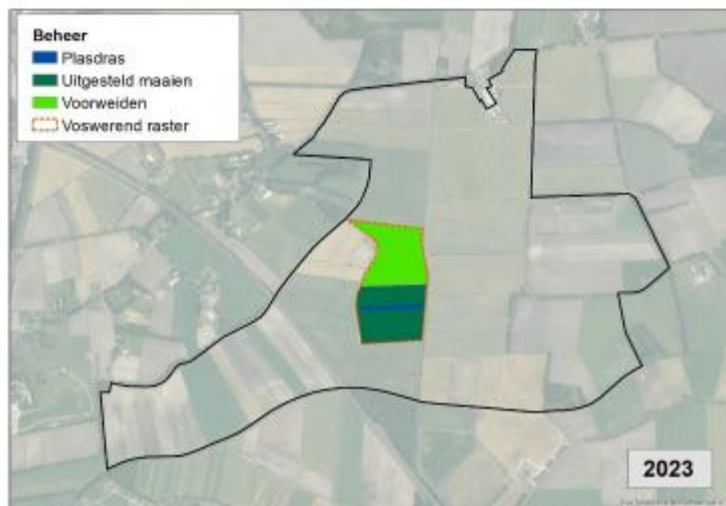 Beheer
Plasdras
Uitgesteld maaien
Voorweiden
Voswerend raster
2023